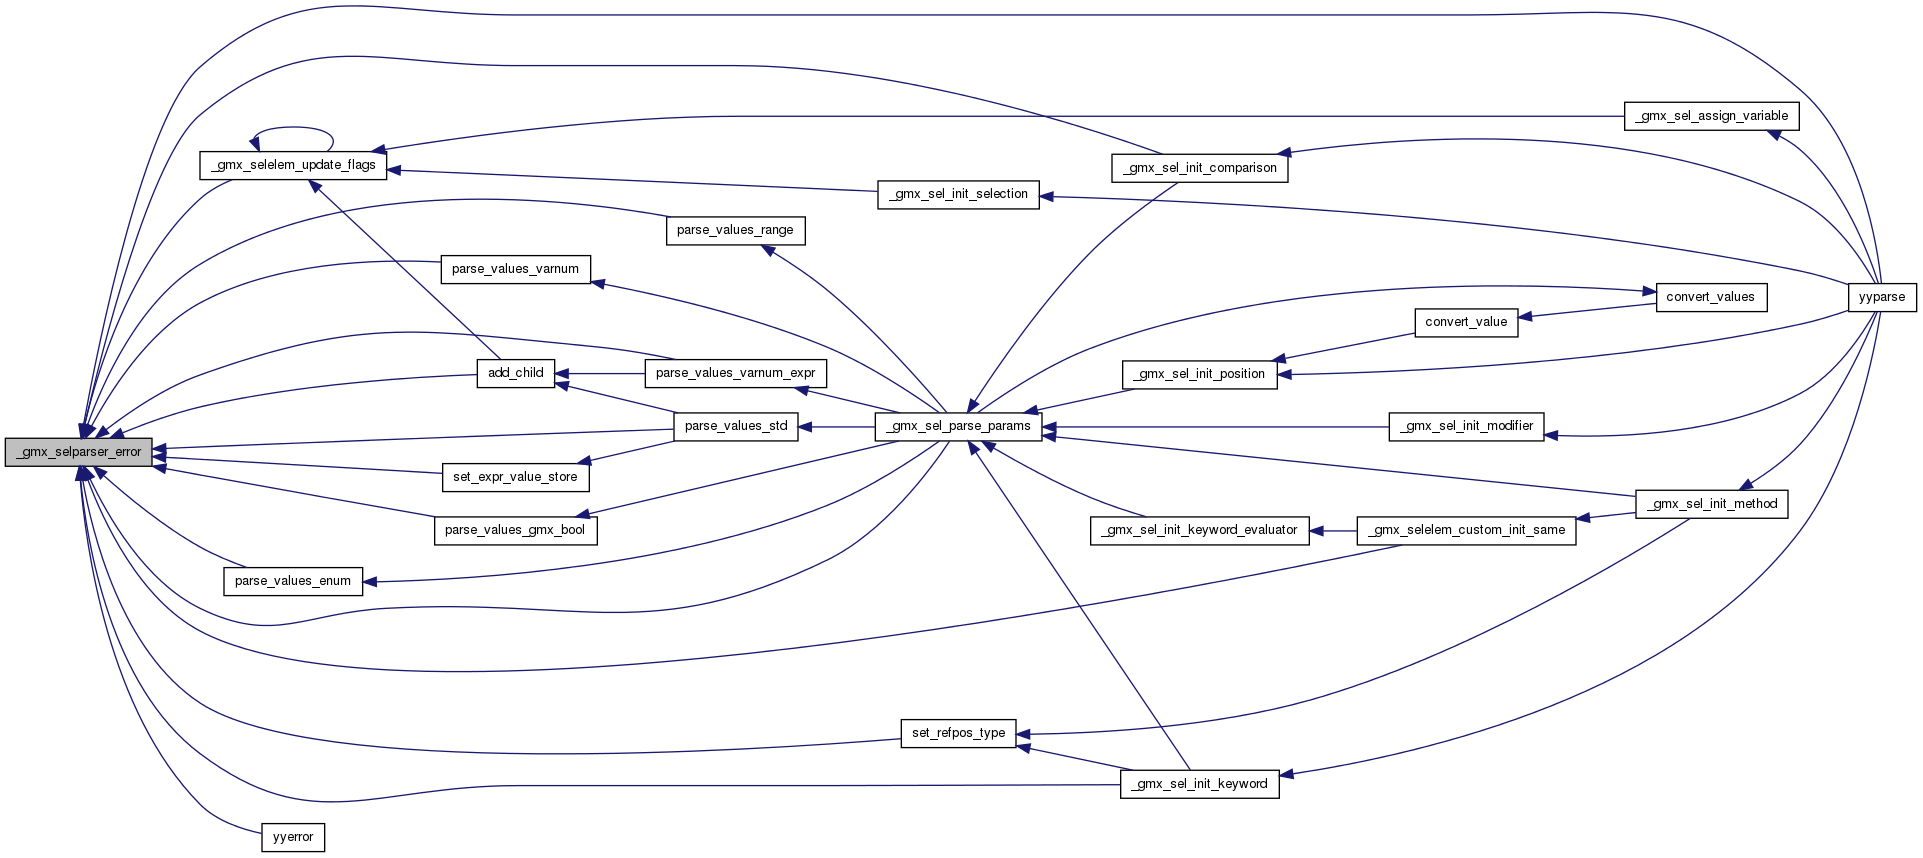 _gmx_sel_assign_variable
_gmx_selelem_update_flags
_gmx_sel_init_comparison
_gmx_sel_init_selection
parse_values_range
parse_values_varnum
yyparse
convert_values
convert_value
add_child
parse_values_varnum_expr
_gmx_sel_init_position
parse_values_std
_gmx_sel_parse_params
_gmx_sel_init_modifier
_gmx_selparser_error
set_expr_value_store
_gmx_sel_init_method
parse_values_gmx_bool
_gmx_sel_init_keyword_evaluator
_gmx_selelem_custom_init_same
parse_values_enum
set_refpos_type
_gmx_sel_init_keyword
yyerror